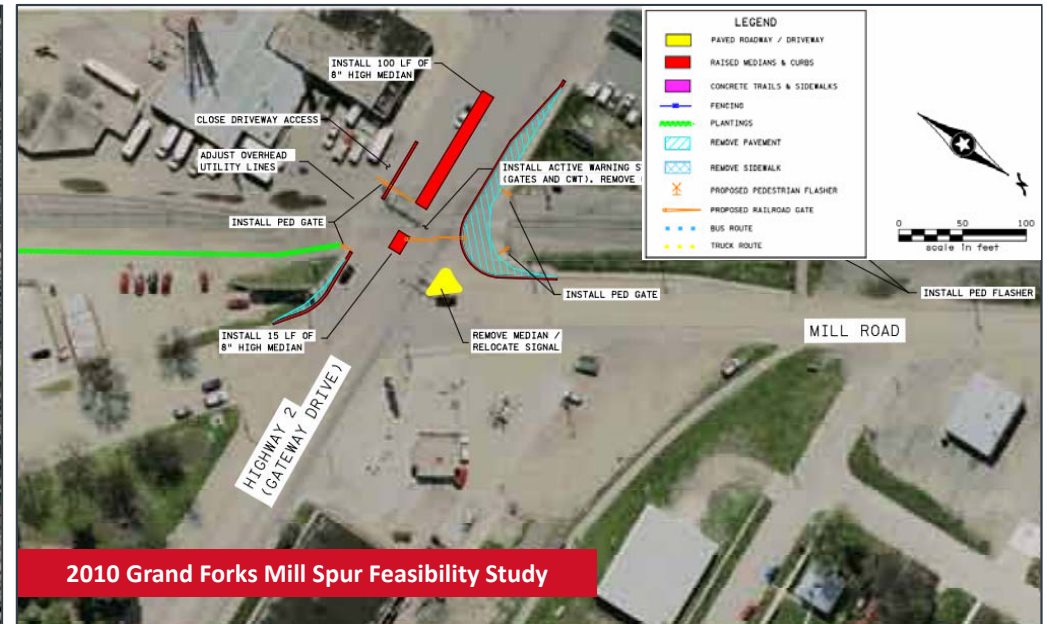 INSTALL 100 LF OF
8" HIGH MEDIAN
CLOSE DRIVEWAY ACCESS
ADJUST OVERHEAD
UTILITY LINES
INSTALL ACTIVE WARNING
(GATES AND CWT). REMOVE
INSTALL PED GATE
INSTALL PED GATE
INSTALL PED FLASHER
MILL ROAD
INSTALL 15 LF OF
8" HIGH MEDIAN
REMOVE MEDIAN /
RELOCATE SIGNAL
HIGHWAY 2
(GATEWAY DRIVE)
LEGEND
PAVED ROADWAY / DRIVEWAY
RAISED MEDIANS & CURBS
CONCRETE TRAILS & SIDEWALKS
FENCING
PLANTINGS
REMOVE PAVEMENT
REMOVE SIDEWALK
PROPOSED PEDESTRIAN FLASHER
PROPOSED RAILROAD GATE
BUS ROUTE
TRUCK ROUTE
0 50 100
scale in feet
2010 Grand Forks Mill Spur Feasibility Study